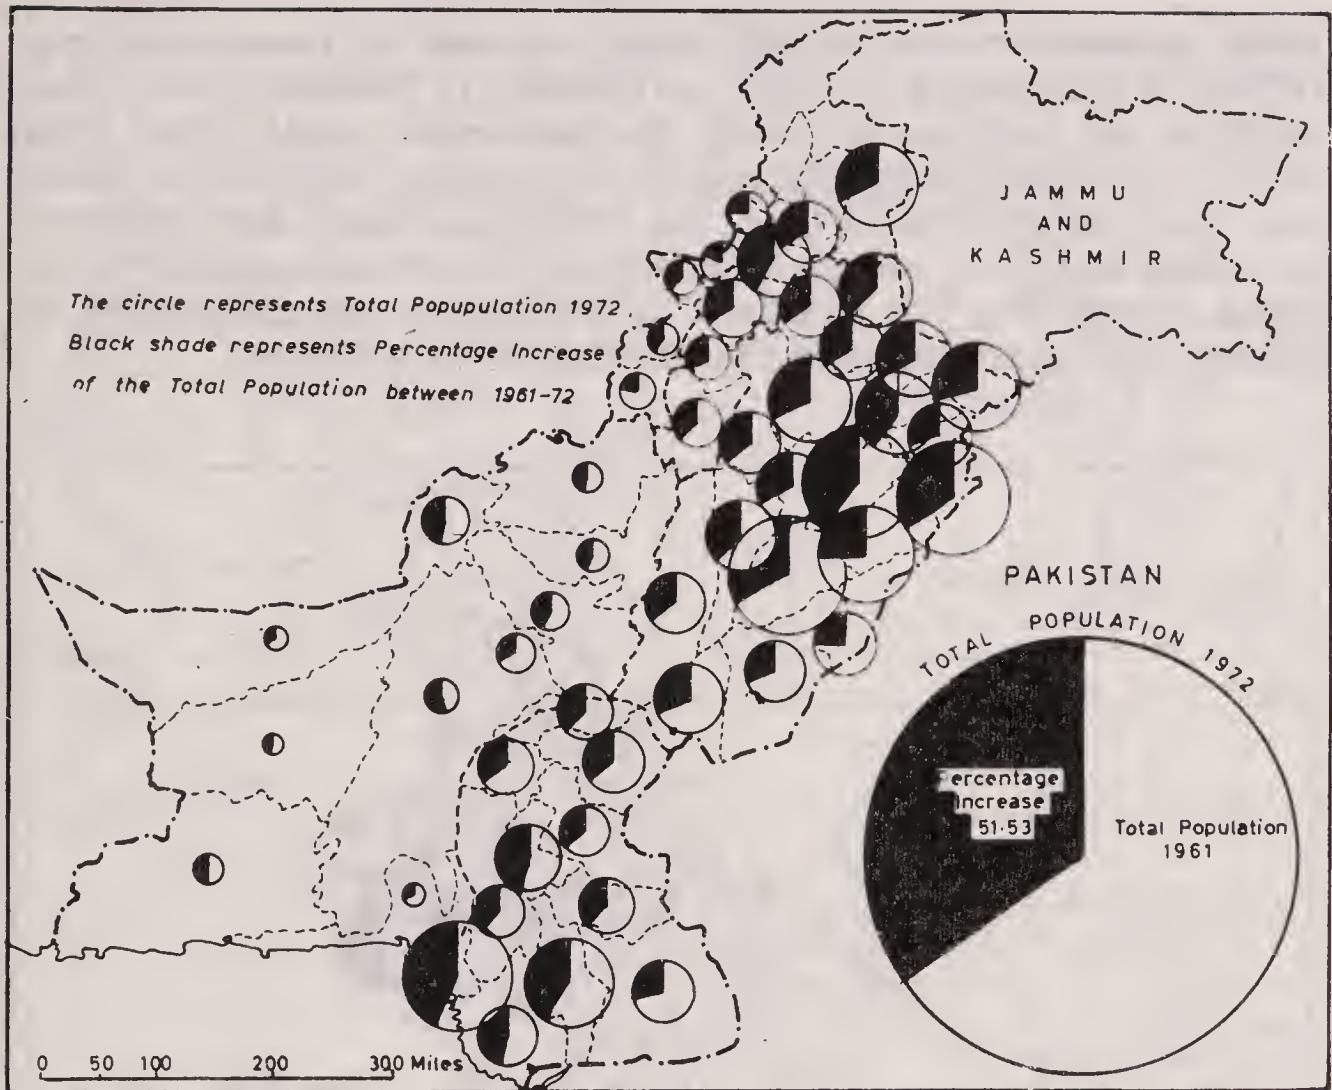 JAMMU
AND
KASHMIR
The circle represents Total Popupulation 1972.
Black shade represents Percentage Increase
of the Total Population between 1961-72
PAKISTAN
TOTAL POPULATION 1972
Percentage
Increase
51·53
Total Population
1961
0 50 100 200 300 Miles